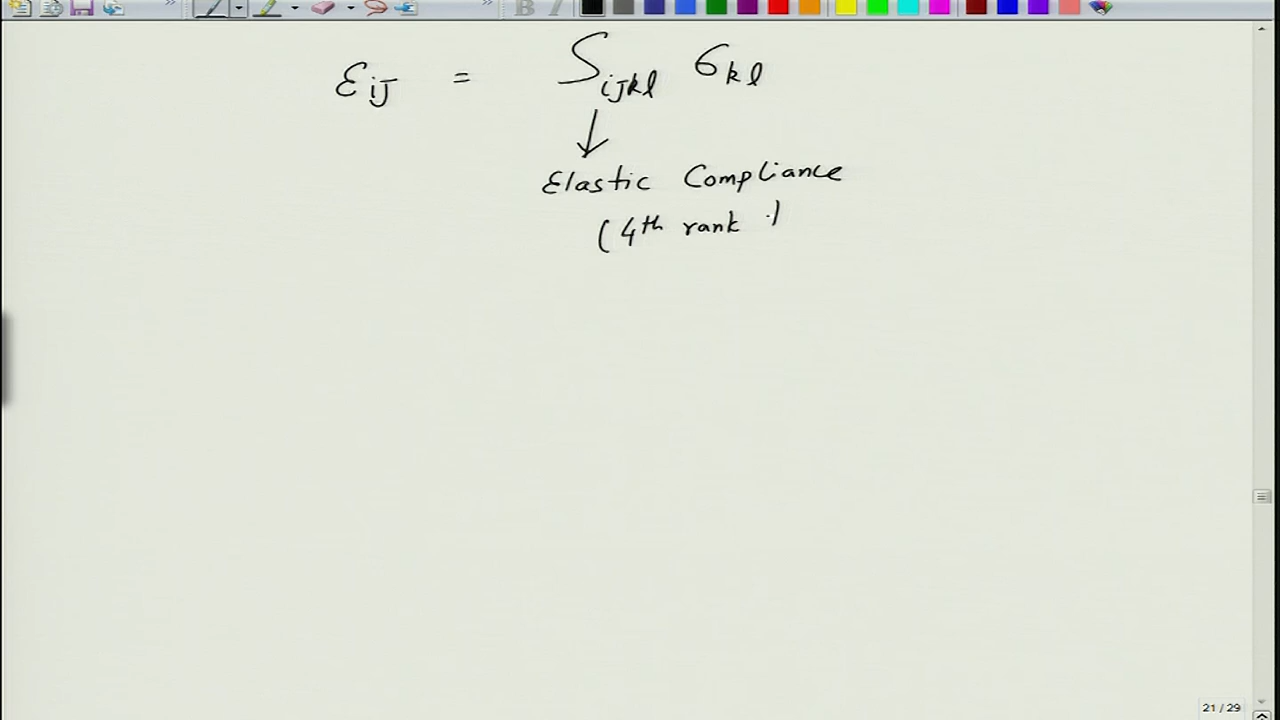 B I
εij = Sijkl σkl
Elastic Compliance
(4th rank .)
21 / 29